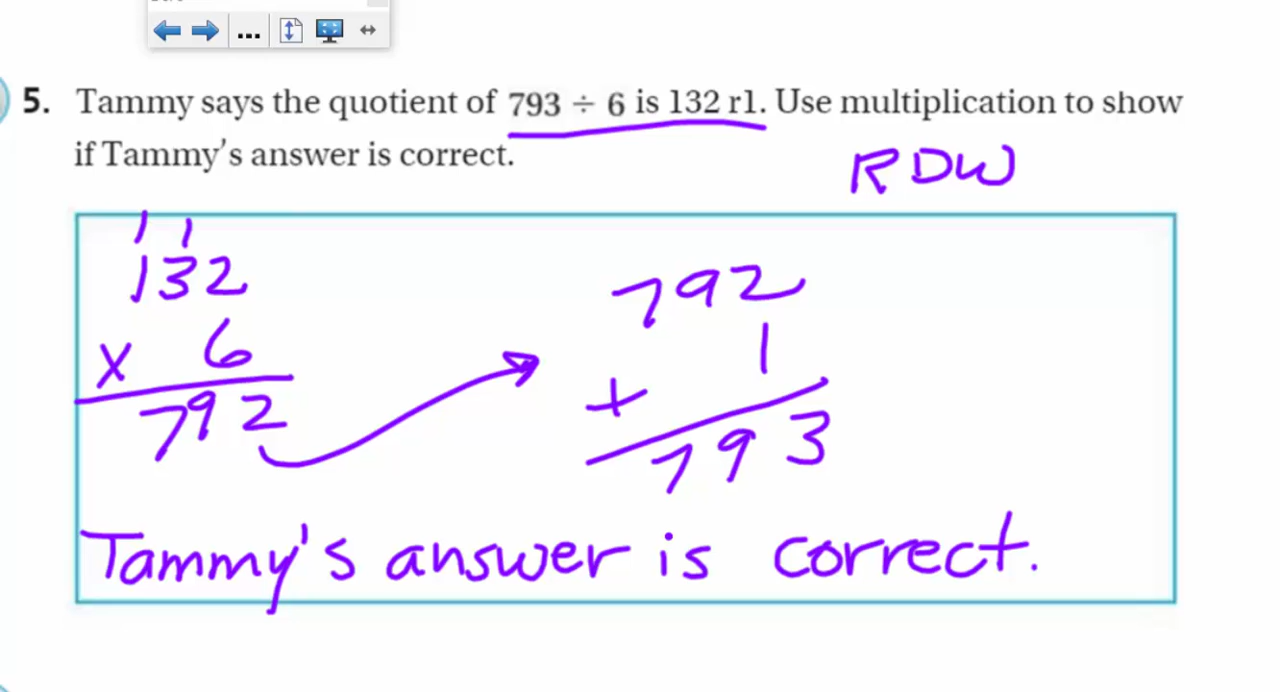 5. Tammy says the quotient of 793 ÷ 6 is 132 r1. Use multiplication to show
if Tammy's answer is correct.
RDW
1 1
132
x 6
792
792
1
+
793
Tammy's answer is correct.